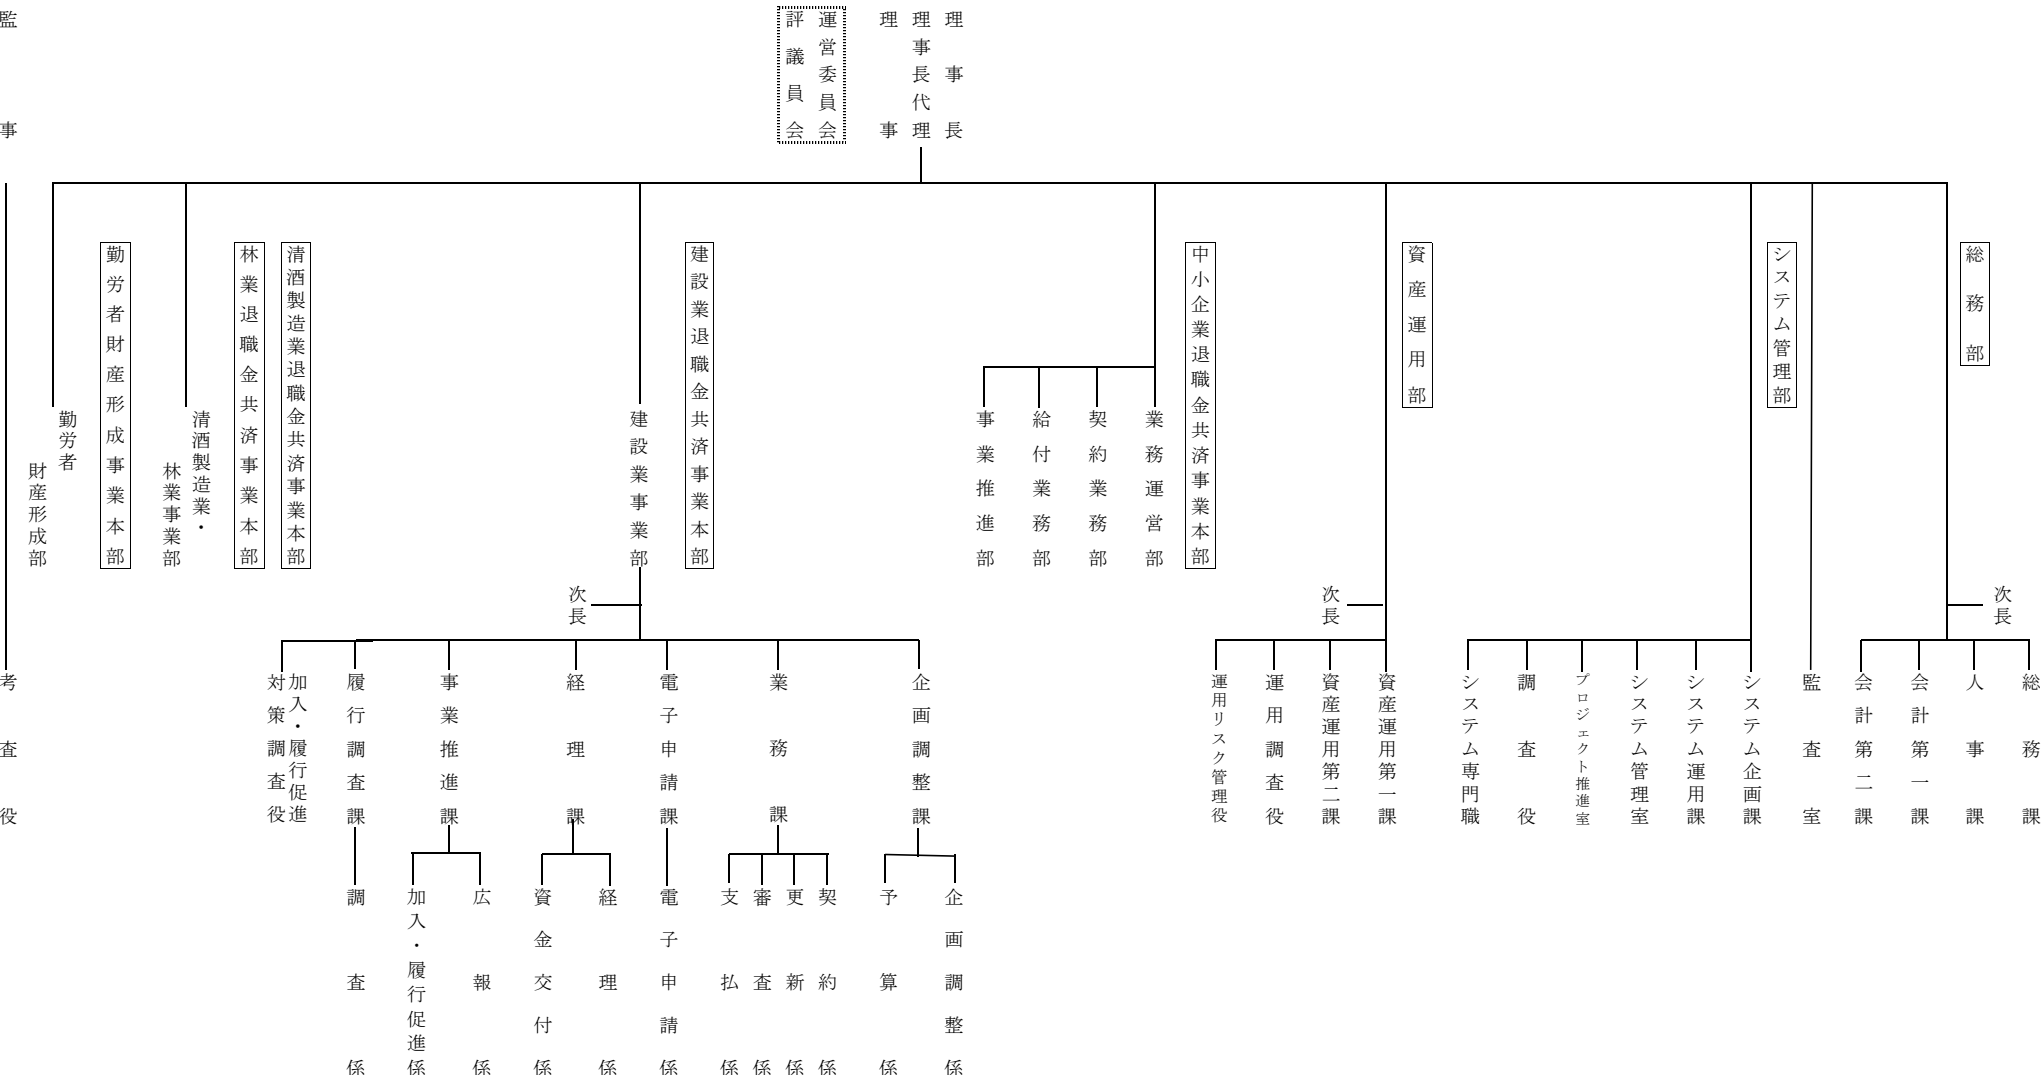 理事長
理事長代理
理事
運営委員会
評議員会
監事
総務部
システム管理部
資産運用部
中小企業退職金共済事業本部
建設業退職金共済事業本部
清酒製造業退職金共済事業本部
林業退職金共済事業本部
勤労者財産形成事業本部
業務運営部
契約業務部
給付業務部
事業推進部
建設業事業部
清酒製造業・
林業事業部
勤労者
財産形成部
次長
次長
次長
総務課
人事課
会計第一課
会計第二課
監査室
システム企画課
システム運用課
システム管理室
プロジェクト推進室
調査役
システム専門職
資産運用第一課
資産運用第二課
運用調査役
運用リスク管理役
企画調整課
業務課
電子申請課
経理課
事業推進課
履行調査課
加入・履行促進
対策調査役
考査役
企画調整係
予算係
契約係
更新係
審査係
支払係
電子申請係
経理係
資金交付係
広報係
加入・履行促進係
調査係